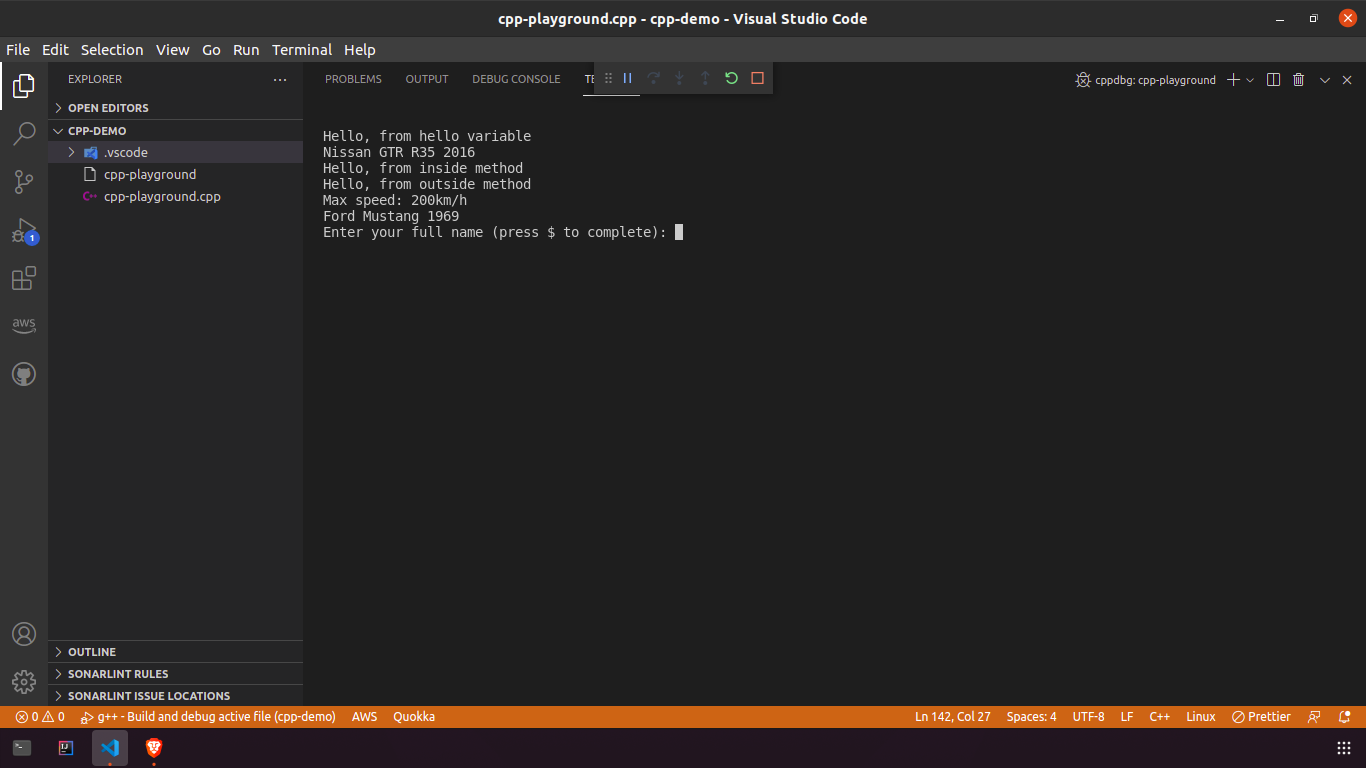 cpp-playground.cpp - cpp-demo - Visual Studio Code
File Edit Selection View Go Run Terminal Help
EXPLORER
OPEN EDITORS
CPP-DEMO
.vscode
cpp-playground
cpp-playground.cpp
OUTLINE
SONARLINT RULES
SONARLINT ISSUE LOCATIONS
aws
1
PROBLEMS OUTPUT DEBUG CONSOLE TE
cppdbg: cpp-playground
Hello, from hello variable
Nissan GTR R35 2016
Hello, from inside method
Hello, from outside method
Max speed: 200km/h
Ford Mustang 1969
Enter your full name (press $ to complete):
0 0 g++ - Build and debug active file (cpp-demo) AWS Quokka Ln 142, Col 27 Spaces: 4 UTF-8 LF C++ Linux Prettier